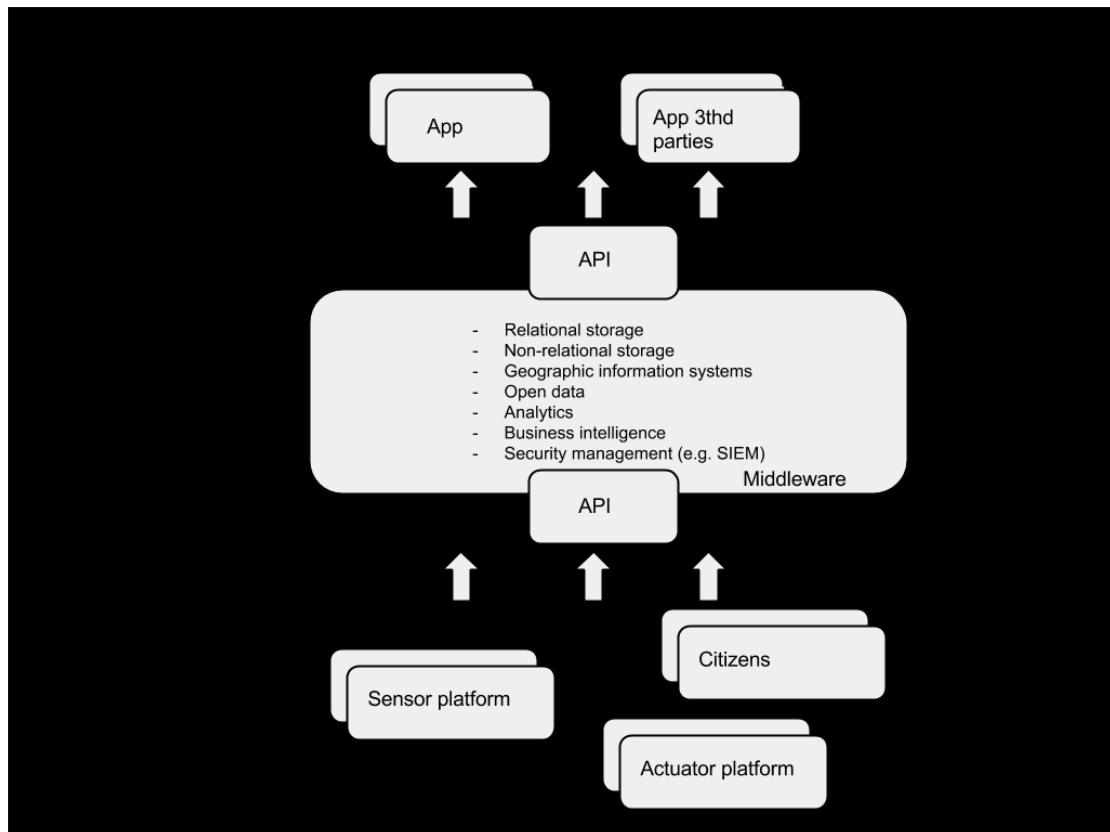 App
App 3thd
parties
API
- Relational storage
- Non-relational storage
- Geographic information systems
- Open data
- Analytics
- Business intelligence
- Security management (e.g. SIEM)
Middleware
API
Citizens
Sensor platform
Actuator platform